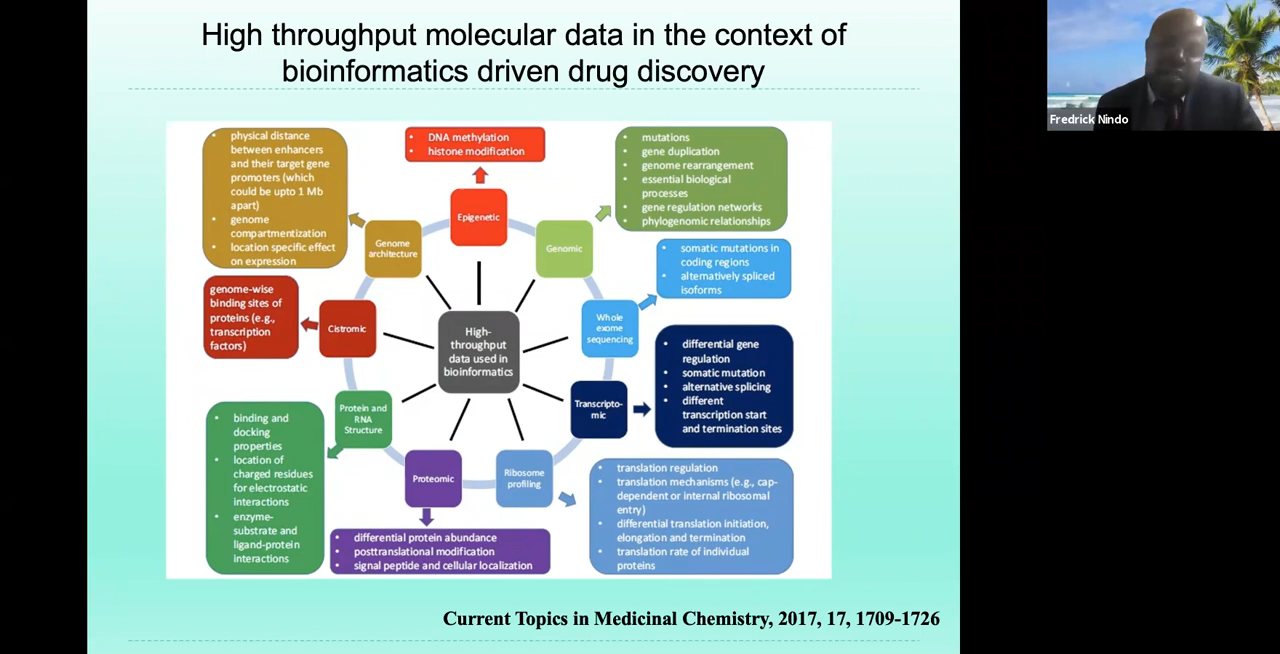 High throughput molecular data in the context of
bioinformatics driven drug discovery
Fredrick Nindo
• physical distance
between enhancers
and their target gene
promoters (which
could be upto 1 Mb
apart)
• genome
compartmentization
• location specific effect
on expression
• DNA methylation
• histone modification
• mutations
• gene duplication
• genome rearrangement
• essential biological
processes
• gene regulation networks
• phylogenomic relationships
Epigenetic
Genome
architecture
Genomic
• somatic mutations in
coding regions
• alternatively spliced
isoforms
genome-wise
binding sites of
proteins (e.g.,
transcription
factors)
Cistromic
Whole
exome
sequencing
High-
throughput
data used in
bioinformatics
• differential gene
regulation
• somatic mutation
• alternative splicing
• different
transcription start
and termination sites
Transcripto-
mic
Protein and
RNA
Structure
• binding and
docking
properties
• location of
charged residues
for electrostatic
interactions
• enzyme-
substrate and
ligand-protein
interactions
Proteomic
Ribosome
profiling
• translation regulation
• translation mechanisms (e.g., cap-
dependent or internal ribosomal
entry)
• differential translation initiation,
elongation and termination
• translation rate of individual
proteins
• differential protein abundance
• posttranslational modification
• signal peptide and cellular localization
Current Topics in Medicinal Chemistry, 2017, 17, 1709-1726